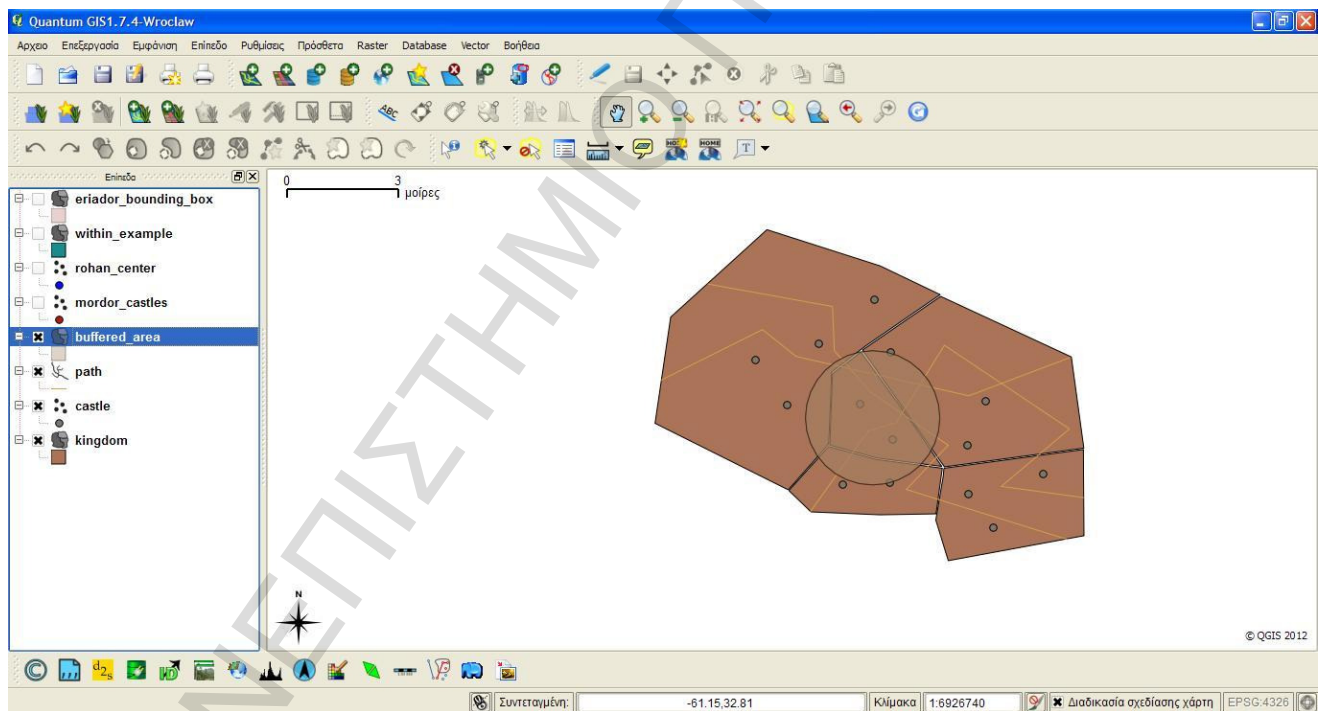 Quantum GIS1.7.4-Wroclaw
Αρχειο Επεξεργασία Εμφάνιση Επίπεδο Ρυθμίσεις Πρόσθετα Raster Database Vector Βοήθεια
Επίπεδο
eriador_bounding_box
within_example
rohan_center
mordor_castles
buffered_area
path
castle
kingdom
0 3
μοίρες
N
© QGIS 2012
Συντεταγμένη: -61.15,32.81 Κλίμακα 1:6926740 Διαδικασία σχεδίασης χάρτη EPSG:4326